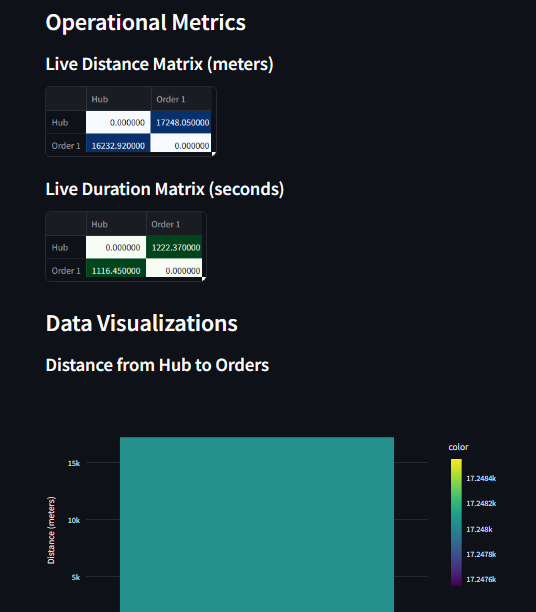 Operational Metrics
Live Distance Matrix (meters)
Hub Order 1
Hub 0.000000 17248.050000
Order 1 16232.920000 0.000000
Live Duration Matrix (seconds)
Hub Order 1
Hub 0.000000 1222.370000
Order 1 1116.450000 0.000000
Data Visualizations
Distance from Hub to Orders
color
15k
10k
5k
Distance (meters)
17.2484k
17.2482k
17.248k
17.2478k
17.2476k